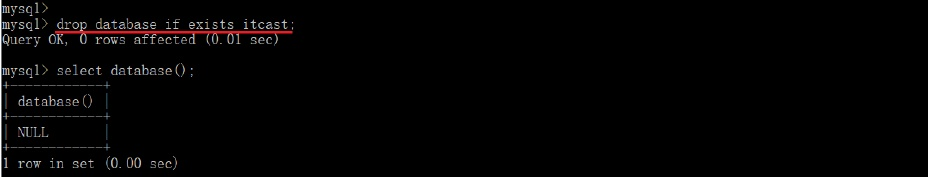 mysql>
mysql> drop database if exists itcast;
Query OK, 0 rows affected (0.01 sec)
mysql> select database();
+------------+
| database() |
+------------+
| NULL       |
+------------+
1 row in set (0.00 sec)